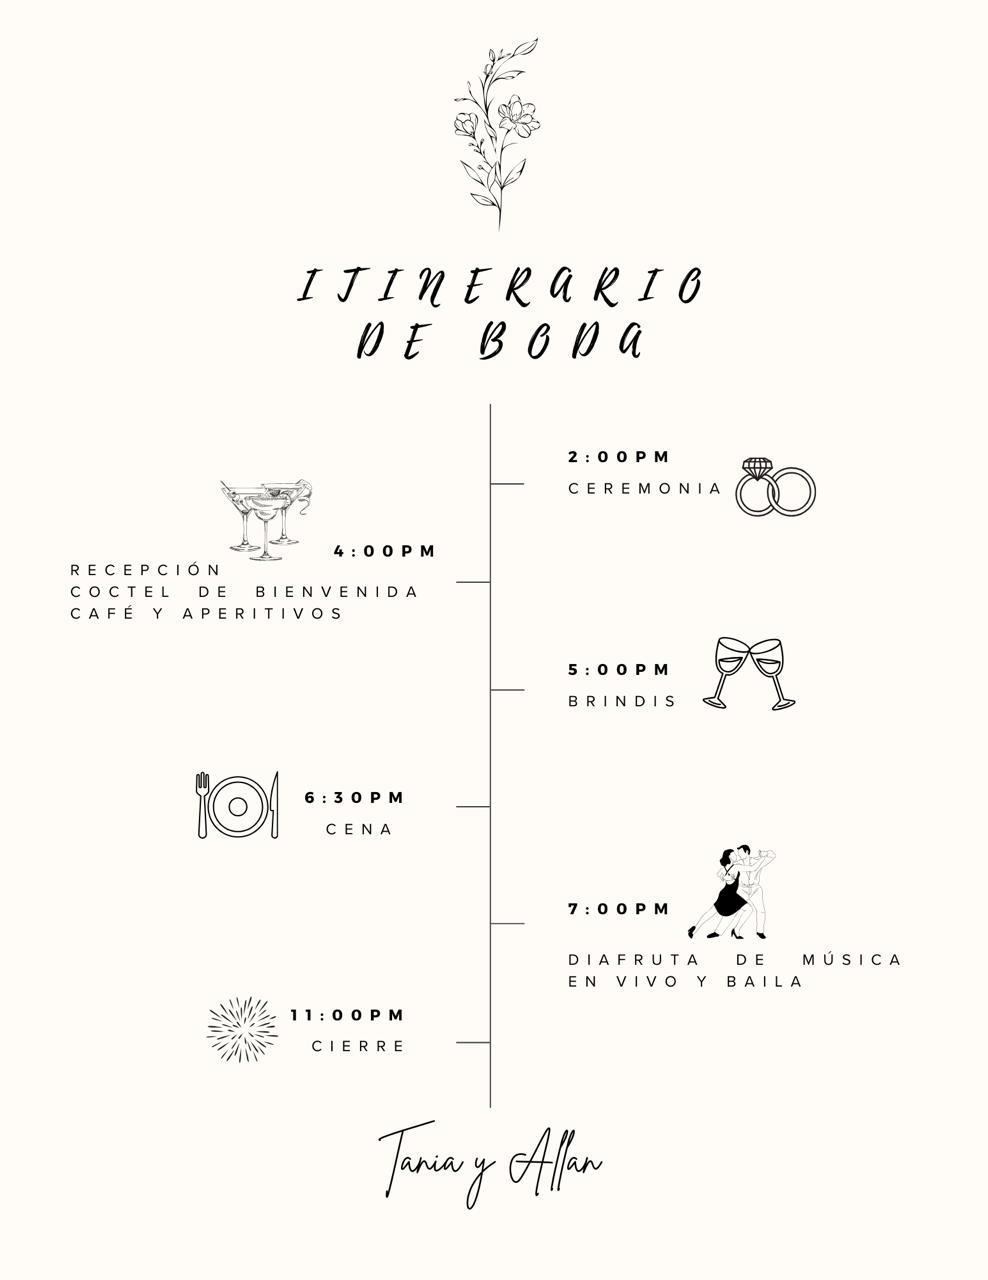 ITINERARIO
DE BODA
2:00PM
CEREMONIA
4:00PM
RECEPCIÓN
COCTEL DE BIENVENIDA
CAFÉ Y APERITIVOS
5:00PM
BRINDIS
6:30PM
CENA
7:00PM
DIAFRUTA DE MÚSICA
EN VIVO Y BAILA
11:00PM
CIERRE
Tania y Allan